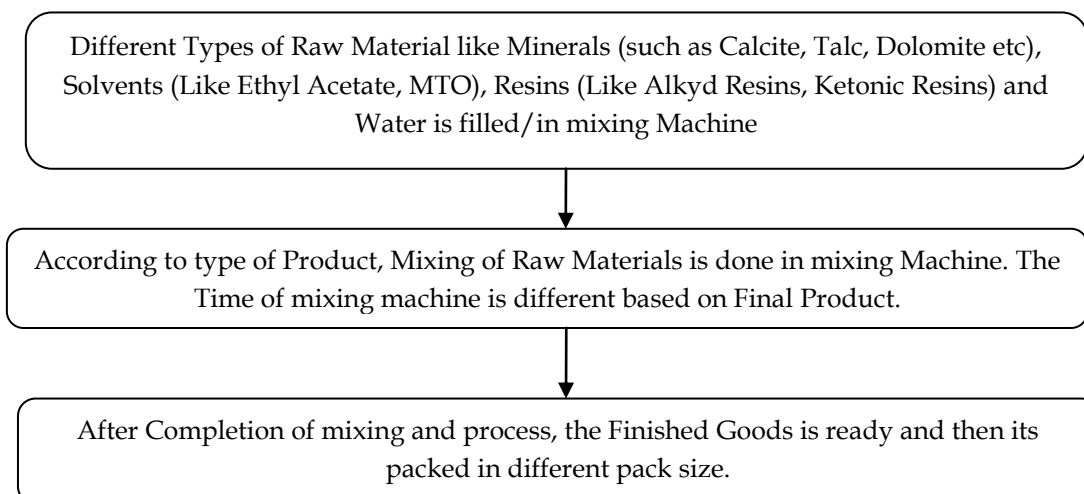 Different Types of Raw Material like Minerals (such as Calcite, Talc, Dolomite etc),
Solvents (Like Ethyl Acetate, MTO), Resins (Like Alkyd Resins, Ketonic Resins) and
Water is filled/in mixing Machine
According to type of Product, Mixing of Raw Materials is done in mixing Machine. The
Time of mixing machine is different based on Final Product.
After Completion of mixing and process, the Finished Goods is ready and then its
packed in different pack size.